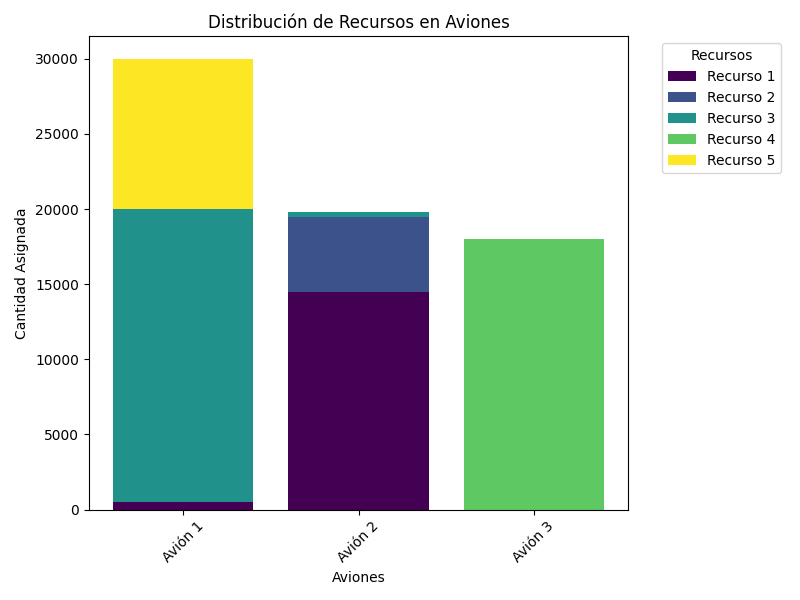 Distribución de Recursos en Aviones
Cantidad Asignada
30000
25000
20000
15000
10000
5000
0
Avión 1
Avión 2
Avión 3
Aviones
Recursos
Recurso 1
Recurso 2
Recurso 3
Recurso 4
Recurso 5